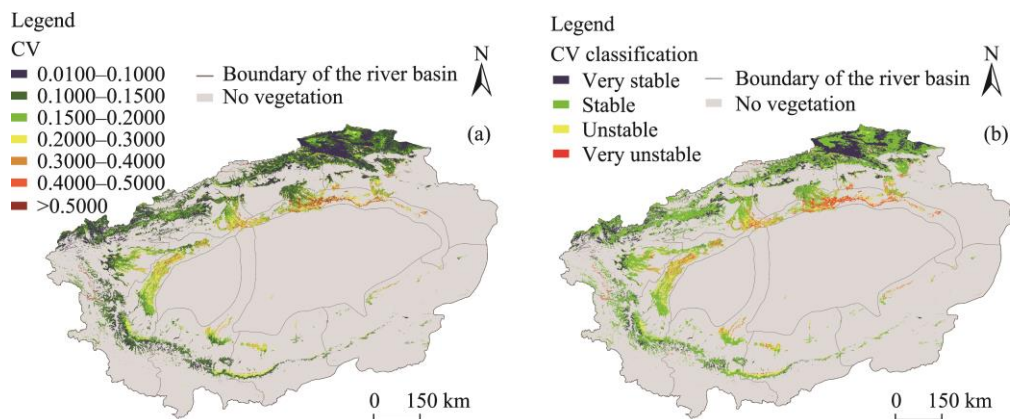 Legend
CV
0.0100–0.1000
0.1000–0.1500
0.1500–0.2000
0.2000–0.3000
0.3000–0.4000
0.4000–0.5000
>0.5000
Boundary of the river basin
No vegetation
N
(a)
0 150 km
Legend
CV classification
Very stable
Stable
Unstable
Very unstable
Boundary of the river basin
No vegetation
N
(b)
0 150 km